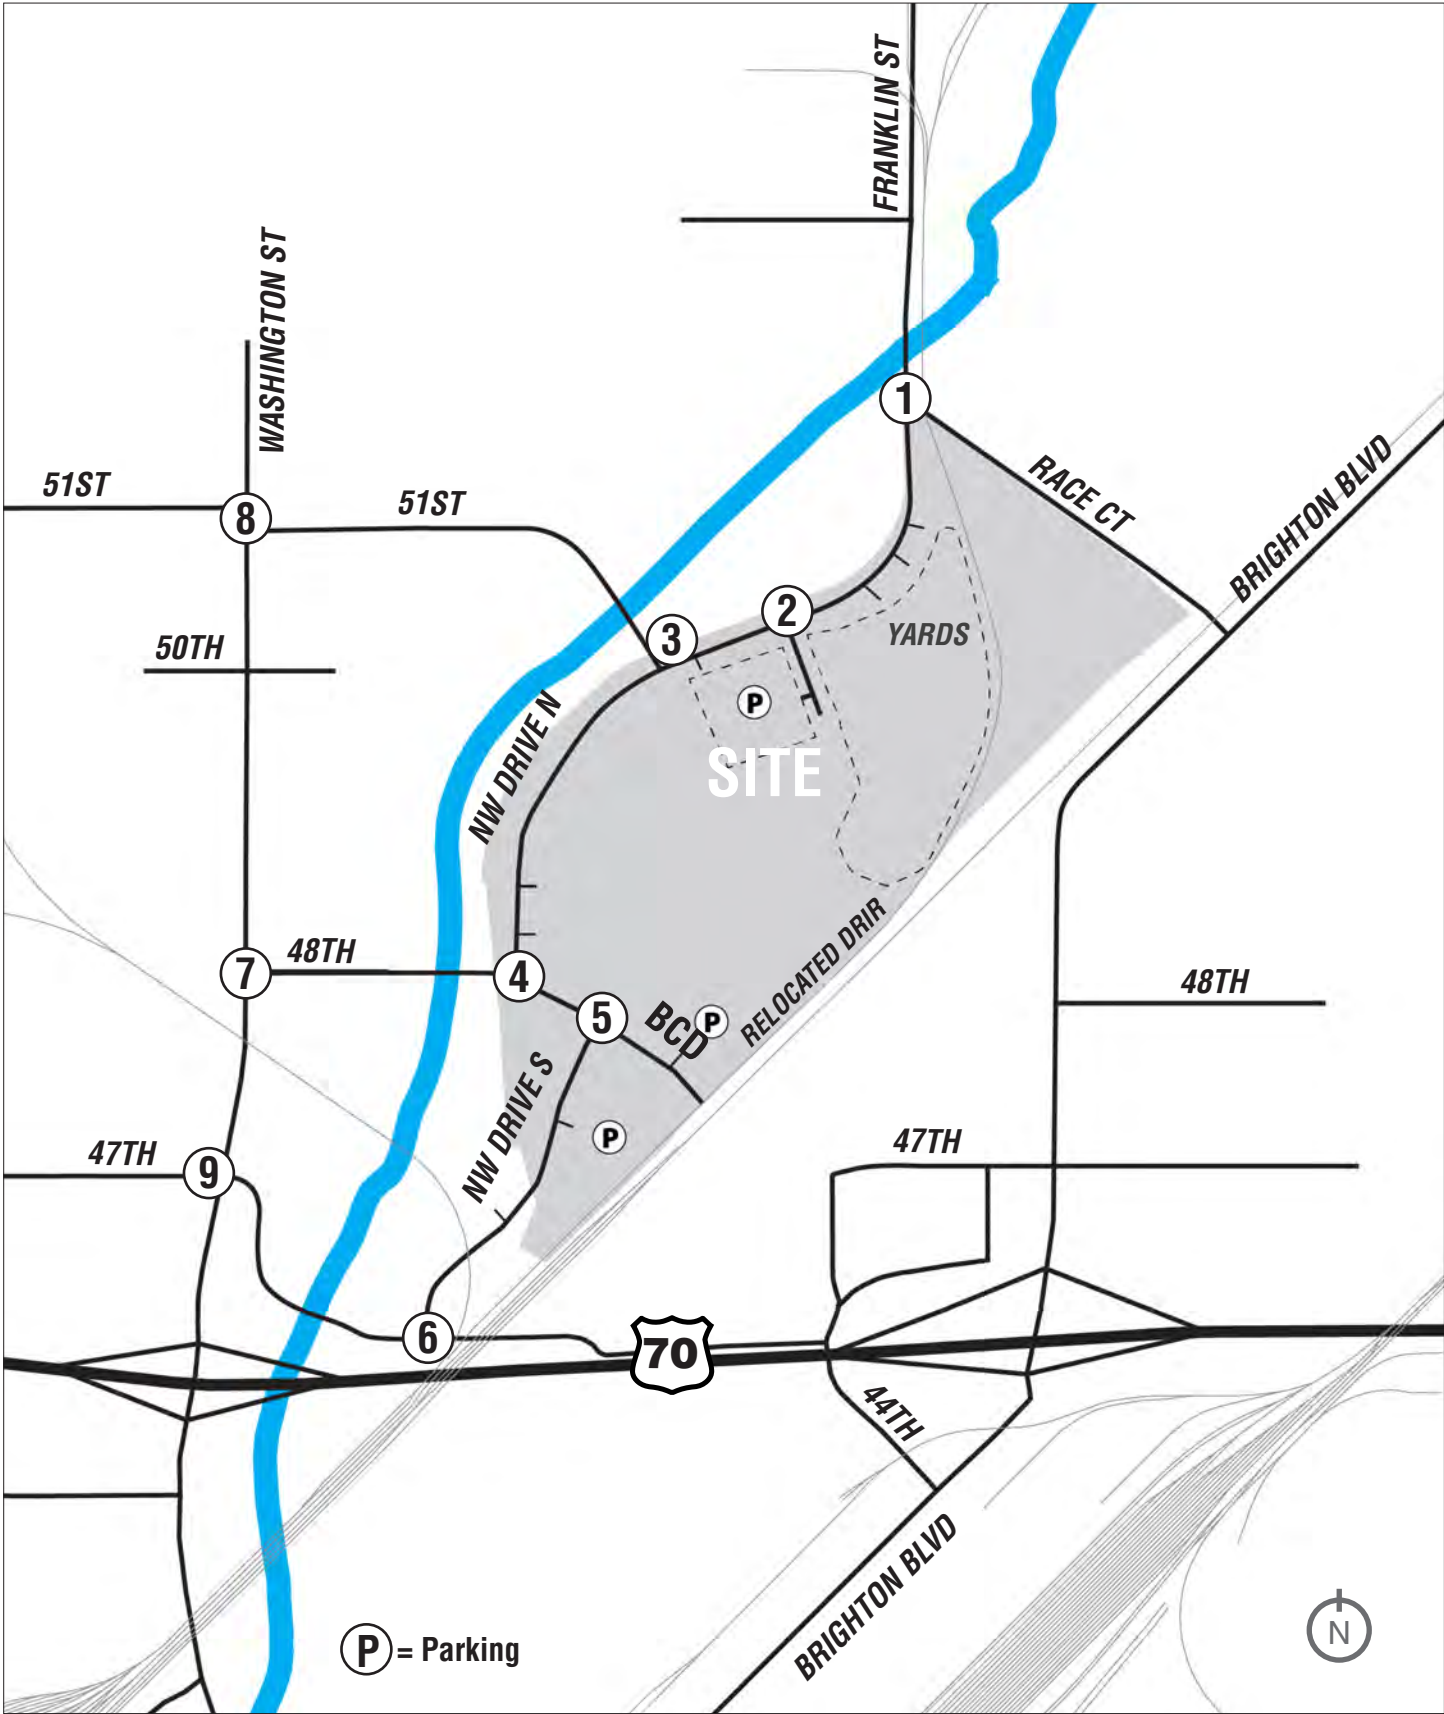 FRANKLIN ST
WASHINGTON ST
1
51ST
51ST
8
RACE CT
BRIGHTON BLVD
2
3
YARDS
50TH
P
NW DRIVE N
SITE
RELOCATED DRIR
7
48TH
4
48TH
5
BCD
P
NW DRIVE S
P
47TH
47TH
9
6
70
44TH
BRIGHTON BLVD
P = Parking
N